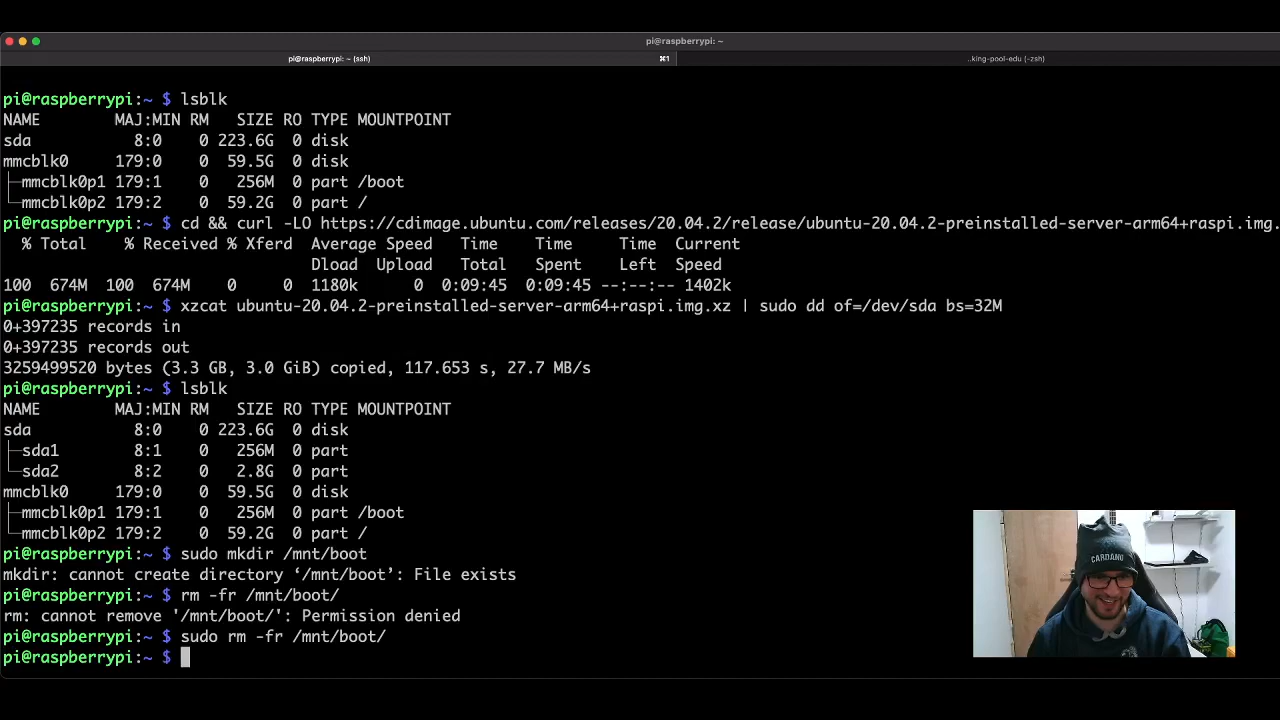 pi@raspberrypi: ~
pi@raspberrypi: ~ (ssh)
⌘1
..king-pool-edu (-zsh)
pi@raspberrypi:~ $ lsblk
NAME        MAJ:MIN RM   SIZE RO TYPE MOUNTPOINT
sda           8:0    0 223.6G  0 disk
mmcblk0     179:0    0  59.5G  0 disk
├─mmcblk0p1 179:1    0   256M  0 part /boot
└─mmcblk0p2 179:2    0  59.2G  0 part /
pi@raspberrypi:~ $ cd && curl -LO https://cdimage.ubuntu.com/releases/20.04.2/release/ubuntu-20.04.2-preinstalled-server-arm64+raspi.img.
  % Total    % Received % Xferd  Average Speed   Time    Time     Time  Current
                                 Dload  Upload   Total   Spent    Left  Speed
100  674M  100  674M    0     0  1180k      0  0:09:45  0:09:45 --:--:-- 1402k
pi@raspberrypi:~ $ xzcat ubuntu-20.04.2-preinstalled-server-arm64+raspi.img.xz | sudo dd of=/dev/sda bs=32M
0+397235 records in
0+397235 records out
3259499520 bytes (3.3 GB, 3.0 GiB) copied, 117.653 s, 27.7 MB/s
pi@raspberrypi:~ $ lsblk
NAME        MAJ:MIN RM   SIZE RO TYPE MOUNTPOINT
sda           8:0    0 223.6G  0 disk
├─sda1        8:1    0   256M  0 part
└─sda2        8:2    0   2.8G  0 part
mmcblk0     179:0    0  59.5G  0 disk
├─mmcblk0p1 179:1    0   256M  0 part /boot
└─mmcblk0p2 179:2    0  59.2G  0 part /
pi@raspberrypi:~ $ sudo mkdir /mnt/boot
mkdir: cannot create directory ‘/mnt/boot’: File exists
pi@raspberrypi:~ $ rm -fr /mnt/boot/
rm: cannot remove '/mnt/boot/': Permission denied
pi@raspberrypi:~ $ sudo rm -fr /mnt/boot/
pi@raspberrypi:~ $
CARDANO